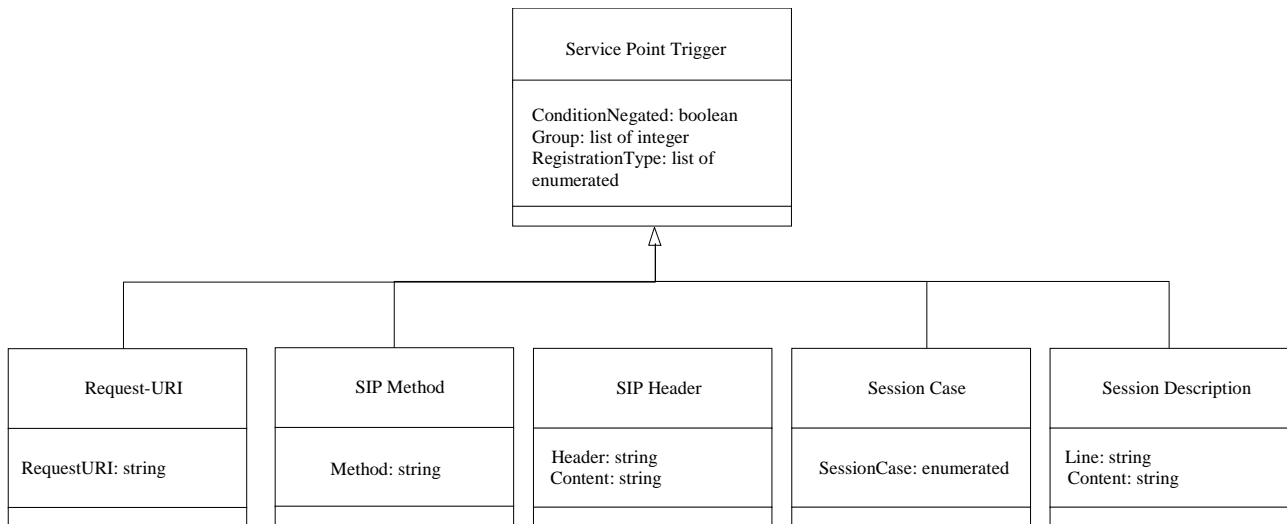 Service Point Trigger
ConditionNegated: boolean
Group: list of integer
RegistrationType: list of
enumerated
Request-URI
RequestURI: string
SIP Method
Method: string
SIP Header
Header: string
Content: string
Session Case
SessionCase: enumerated
Session Description
Line: string
Content: string